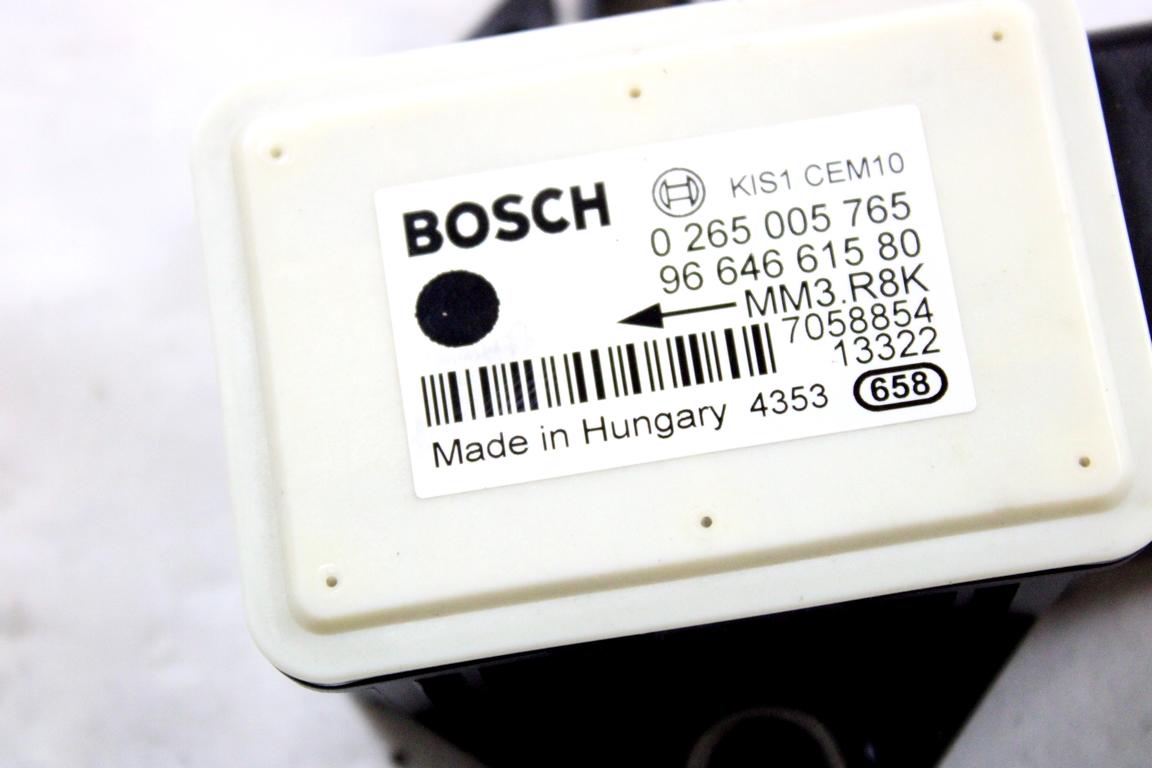 BOSCH
KIS1 CEM10
0 265 005 765
96 646 615 80
MM3.R8K
7058854
13322
Made in Hungary 4353 658